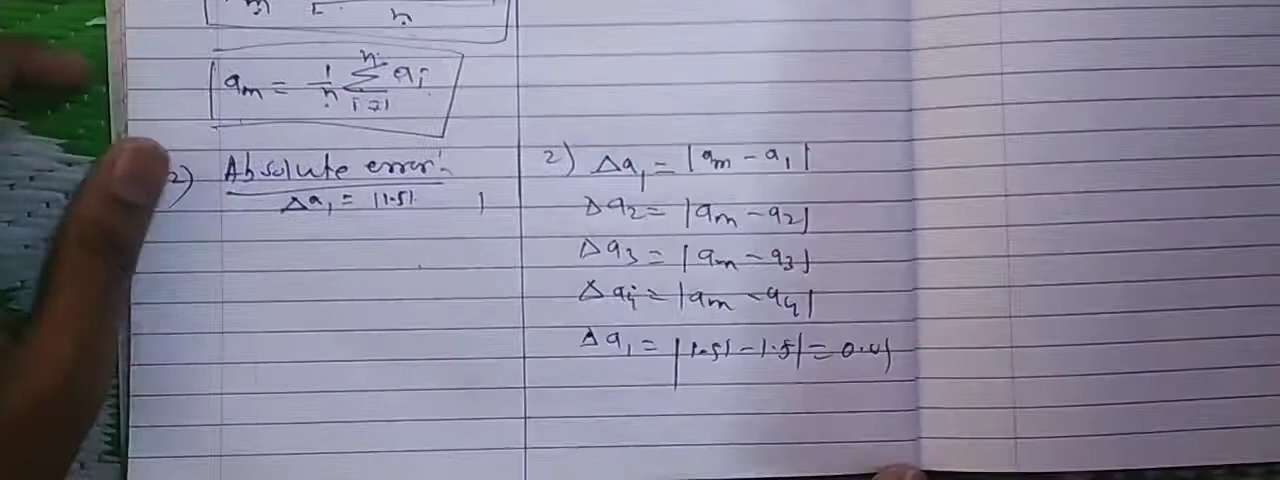 n
a_m = 1/n Σ_{i=1}^{n} a_i
2) Absolute error:
Δa_1 = |1.51
2) Δa_1 = |a_m - a_1|
Δa_2 = |a_m - a_2|
Δa_3 = |a_m - a_3|
Δa_4 = |a_m - a_4|
Δa_1 = |1.51 - 1.5| = 0.01